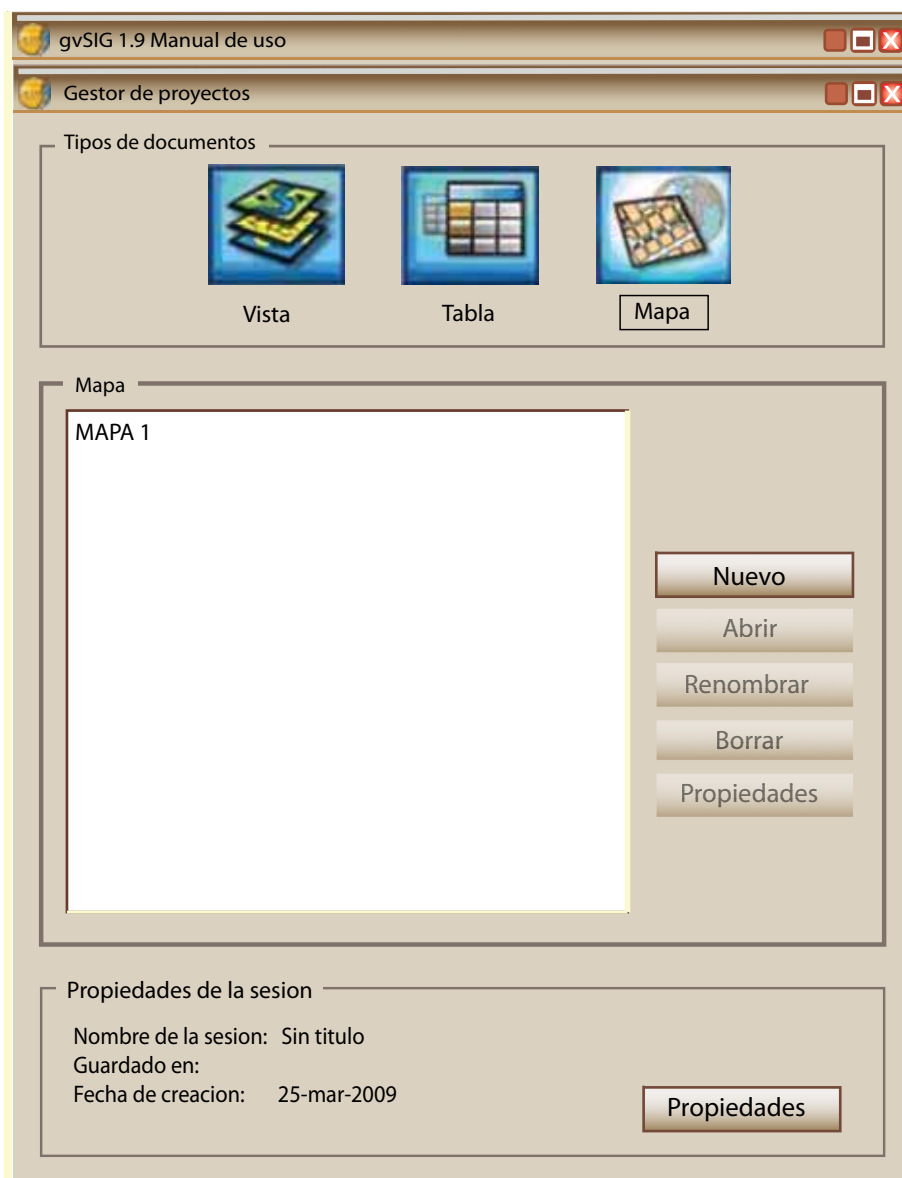 gvSIG 1.9 Manual de uso
Gestor de proyectos
Tipos de documentos
Vista
Tabla
Mapa
Mapa
MAPA 1
Nuevo
Abrir
Renombrar
Borrar
Propiedades
Propiedades de la sesion
Nombre de la sesion: Sin titulo
Guardado en:
Fecha de creacion: 25-mar-2009
Propiedades